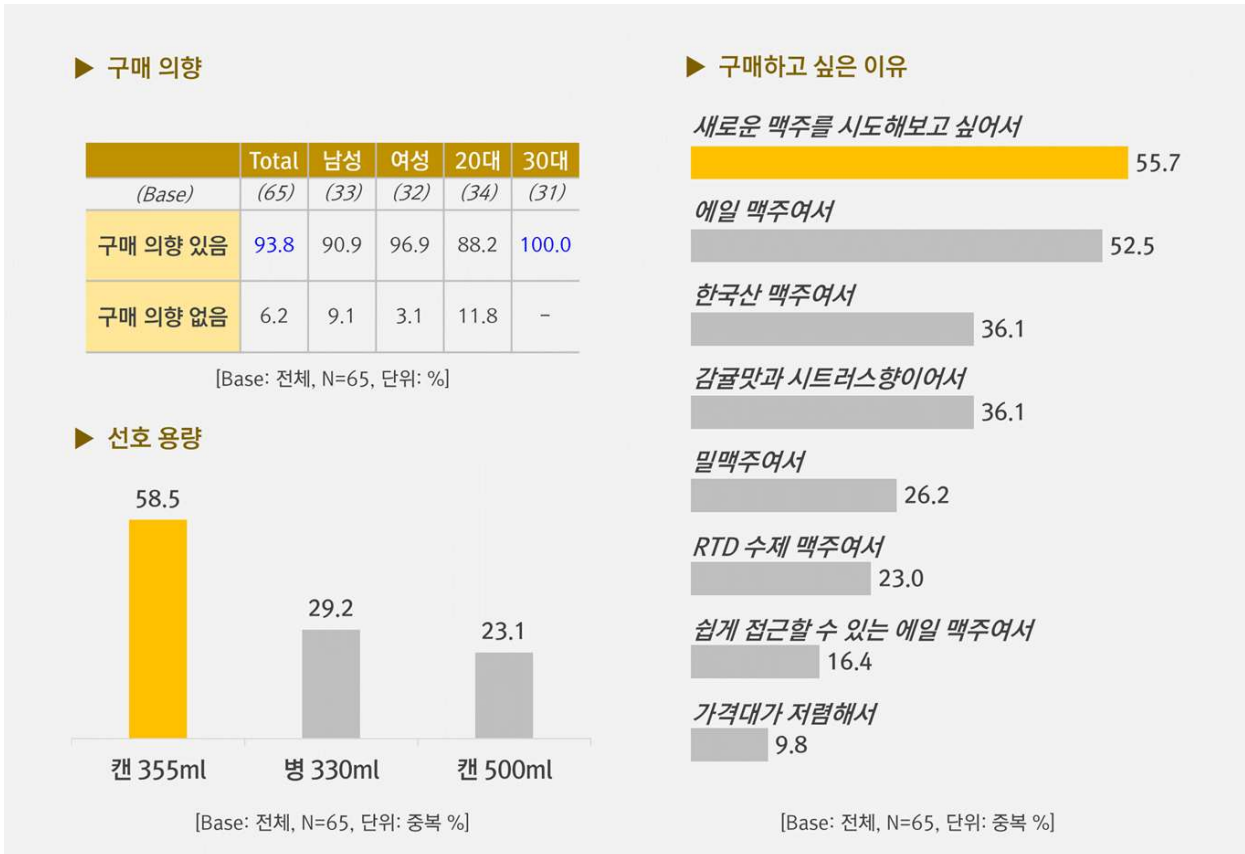 ▶ 구매 의향
Total 남성 여성 20대 30대
(Base) (65) (33) (32) (34) (31)
구매 의향 있음 93.8 90.9 96.9 88.2 100.0
구매 의향 없음 6.2 9.1 3.1 11.8 –
[Base: 전체, N=65, 단위: %]
▶ 선호 용량
58.5
29.2
23.1
캔 355ml 병 330ml 캔 500ml
[Base: 전체, N=65, 단위: 중복 %]
▶ 구매하고 싶은 이유
새로운 맥주를 시도해보고 싶어서
55.7
에일 맥주여서
52.5
한국산 맥주여서
36.1
감귤맛과 시트러스향이어서
36.1
밀맥주여서
26.2
RTD 수제 맥주여서
23.0
쉽게 접근할 수 있는 에일 맥주여서
16.4
가격대가 저렴해서
9.8
[Base: 전체, N=65, 단위: 중복 %]